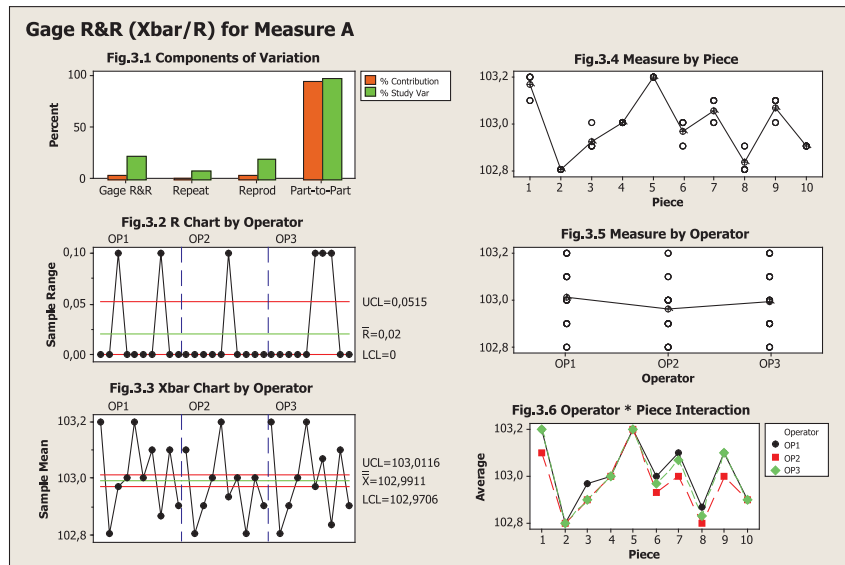 Gage R&R (Xbar/R) for Measure A
Fig.3.1 Components of Variation
Percent
100
50
0
Gage R&R Repeat Reprod Part-to-Part
% Contribution
% Study Var
Fig.3.2 R Chart by Operator
OP1 OP2 OP3
Sample Range
0,10
0,05
0,00
UCL=0,0515
R̅=0,02
LCL=0
Fig.3.3 Xbar Chart by Operator
OP1 OP2 OP3
Sample Mean
103,2
103,0
102,8
UCL=103,0116
X̿=102,9911
LCL=102,9706
Fig.3.4 Measure by Piece
103,2
103,0
102,8
1 2 3 4 5 6 7 8 9 10
Piece
Fig.3.5 Measure by Operator
103,2
103,0
102,8
OP1 OP2 OP3
Operator
Fig.3.6 Operator * Piece Interaction
Average
103,2
103,0
102,8
1 2 3 4 5 6 7 8 9 10
Piece
Operator
OP1
OP2
OP3